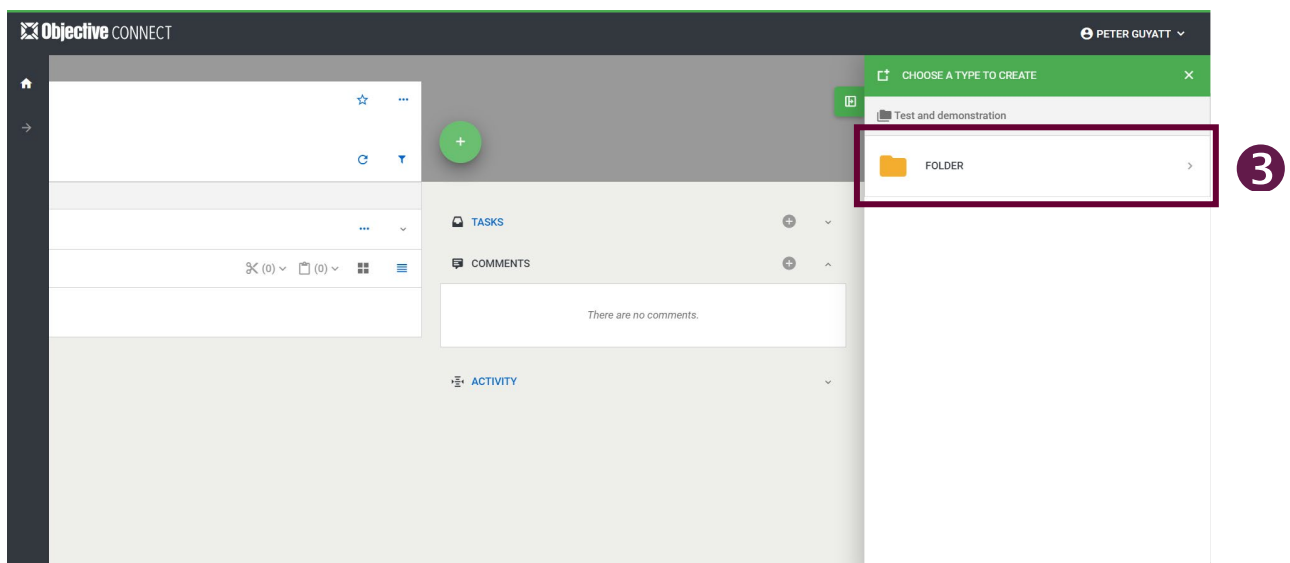 Objective CONNECT
PETER GUYATT
CHOOSE A TYPE TO CREATE
Test and demonstration
FOLDER
3
TASKS
COMMENTS
(0) (0)
There are no comments.
ACTIVITY